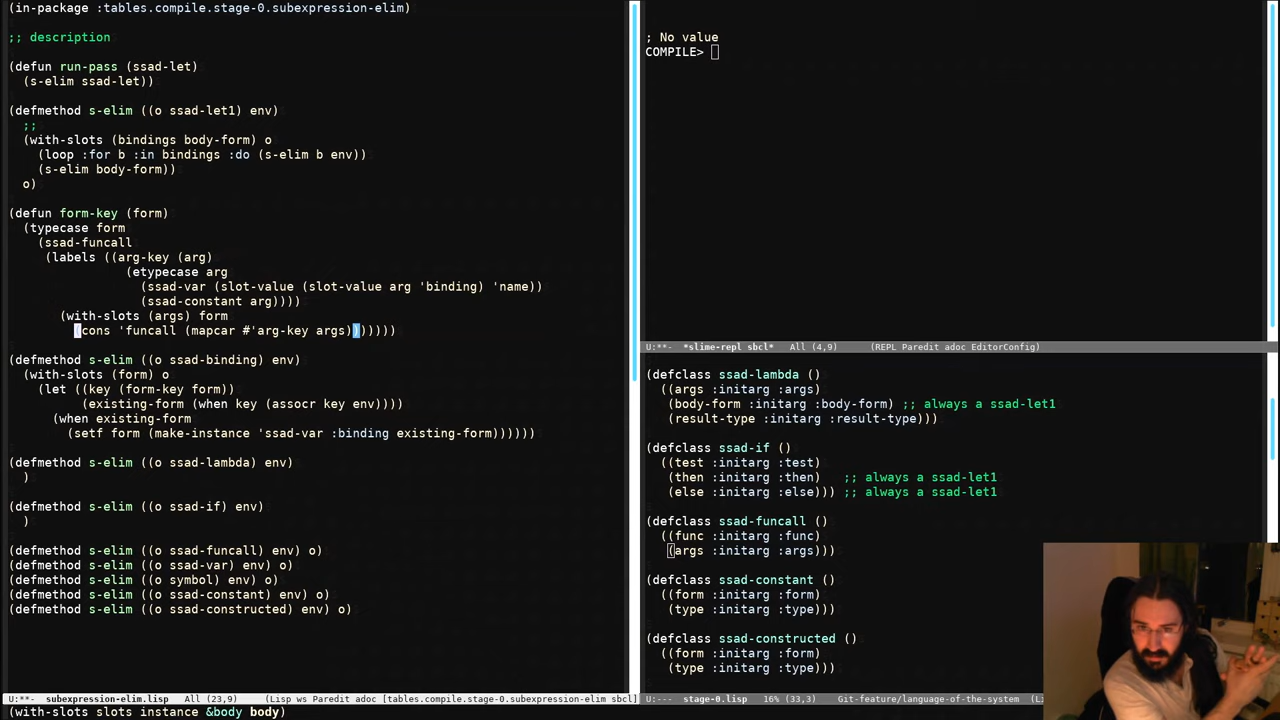 (in-package :tables.compile.stage-0.subexpression-elim)
;; description
(defun run-pass (ssad-let)
  (s-elim ssad-let))
(defmethod s-elim ((o ssad-let1) env)
  ;;
  (with-slots (bindings body-form) o
    (loop :for b :in bindings :do (s-elim b env))
    (s-elim body-form))
  o)
(defun form-key (form)
  (typecase form
    (ssad-funcall
     (labels ((arg-key (arg)
                (etypecase arg
                  (ssad-var (slot-value (slot-value arg 'binding) 'name))
                  (ssad-constant arg))))
       (with-slots (args) form
         (cons 'funcall (mapcar #'arg-key args)))))))
(defmethod s-elim ((o ssad-binding) env)
  (with-slots (form) o
    (let ((key (form-key form))
          (existing-form (when key (assocr key env))))
      (when existing-form
        (setf form (make-instance 'ssad-var :binding existing-form))))))
(defmethod s-elim ((o ssad-lambda) env)
  )
(defmethod s-elim ((o ssad-if) env)
  )
(defmethod s-elim ((o ssad-funcall) env) o)
(defmethod s-elim ((o ssad-var) env) o)
(defmethod s-elim ((o symbol) env) o)
(defmethod s-elim ((o ssad-constant) env) o)
(defmethod s-elim ((o ssad-constructed) env) o)
U:**-  subexpression-elim.lisp   All (23,9)     (Lisp ws Paredit adoc [tables.compile.stage-0.subexpression-elim sbcl]
(with-slots slots instance &body body)
; No value
COMPILE>
U:**-  *slime-repl sbcl*   All (4,9)     (REPL Paredit adoc EditorConfig)
(defclass ssad-lambda ()
  ((args :initarg :args)
   (body-form :initarg :body-form) ;; always a ssad-let1
   (result-type :initarg :result-type)))
(defclass ssad-if ()
  ((test :initarg :test)
   (then :initarg :then)   ;; always a ssad-let1
   (else :initarg :else))) ;; always a ssad-let1
(defclass ssad-funcall ()
  ((func :initarg :func)
   (args :initarg :args)))
(defclass ssad-constant ()
  ((form :initarg :form)
   (type :initarg :type)))
(defclass ssad-constructed ()
  ((form :initarg :form)
   (type :initarg :type)))
U:---  stage-0.lisp   16% (33,3)     Git-feature/language-of-the-system  (Li